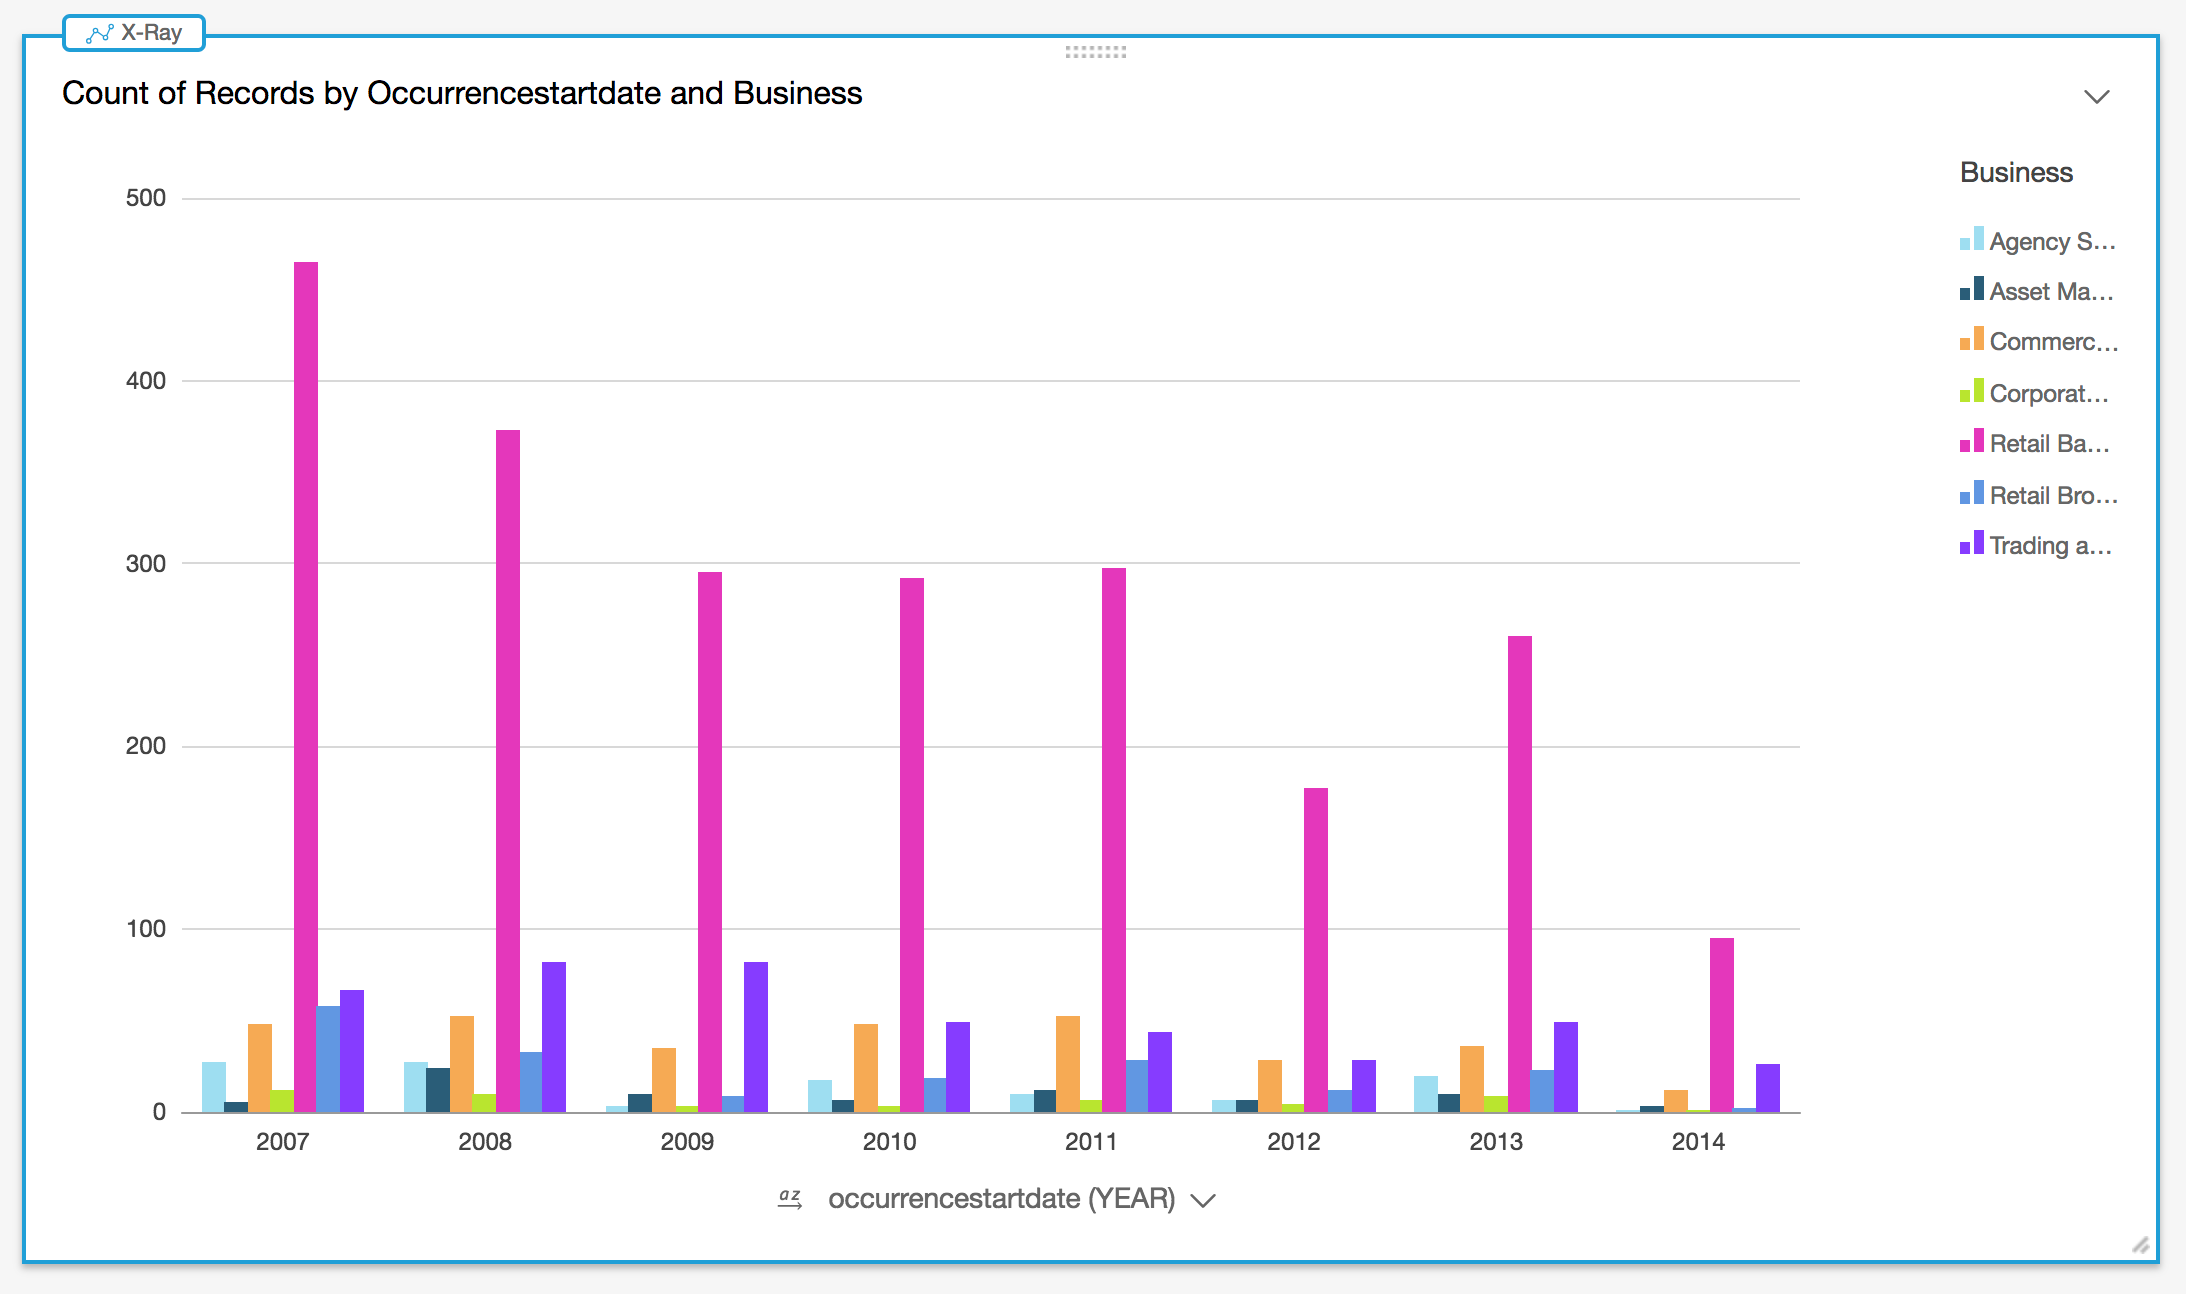 X-Ray
Count of Records by Occurrencestartdate and Business
Business
Agency S...
Asset Ma...
Commerc...
Corporat...
Retail Ba...
Retail Bro...
Trading a...
500
400
300
200
100
0
2007 2008 2009 2010 2011 2012 2013 2014
az occurrencestartdate (YEAR)